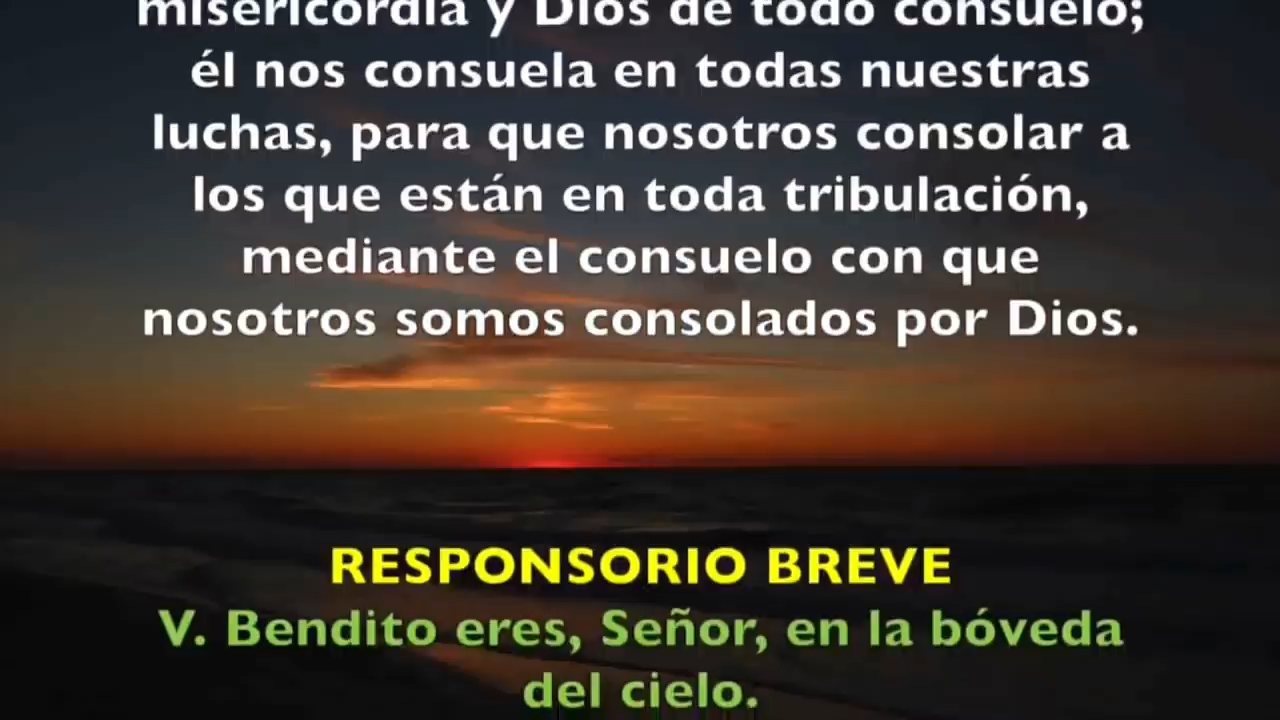 misericordia y Dios de todo consuelo;
él nos consuela en todas nuestras
luchas, para que nosotros consolar a
los que están en toda tribulación,
mediante el consuelo con que
nosotros somos consolados por Dios.
RESPONSORIO BREVE
V. Bendito eres, Señor, en la bóveda
del cielo.